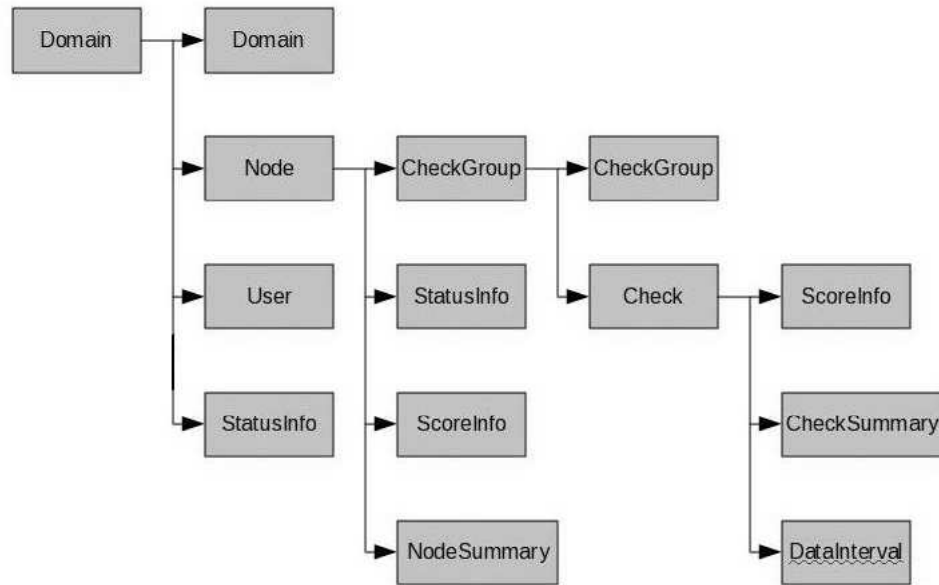 Domain
Domain
Node
CheckGroup
CheckGroup
User
StatusInfo
Check
ScoreInfo
StatusInfo
ScoreInfo
CheckSummary
NodeSummary
DataInterval